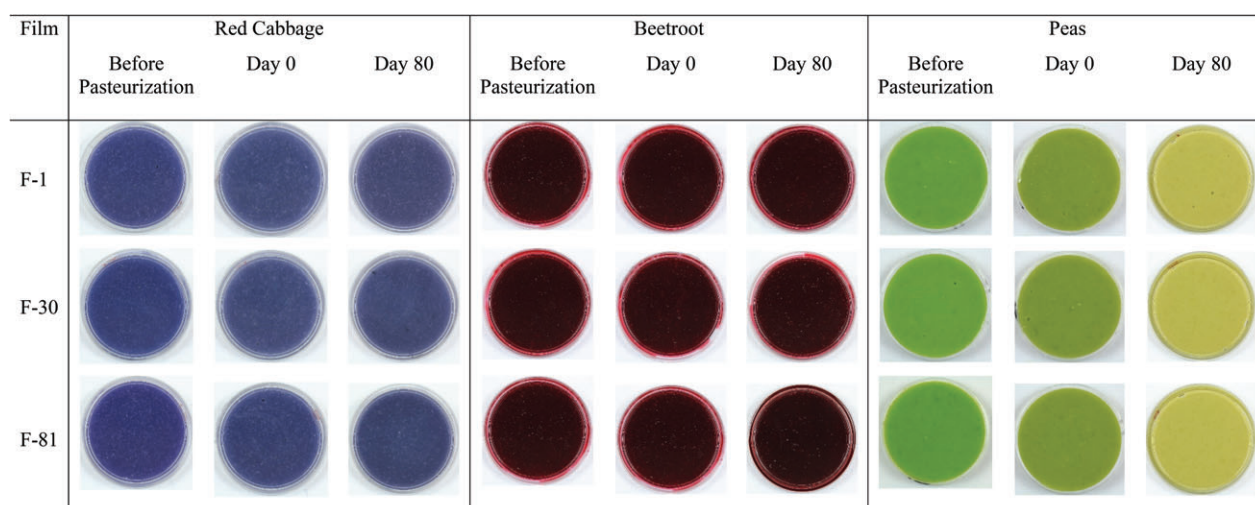 Film Red Cabbage Beetroot Peas
Before Pasteurization Day 0 Day 80 Before Pasteurization Day 0 Day 80 Before Pasteurization Day 0 Day 80
F-1
F-30
F-81